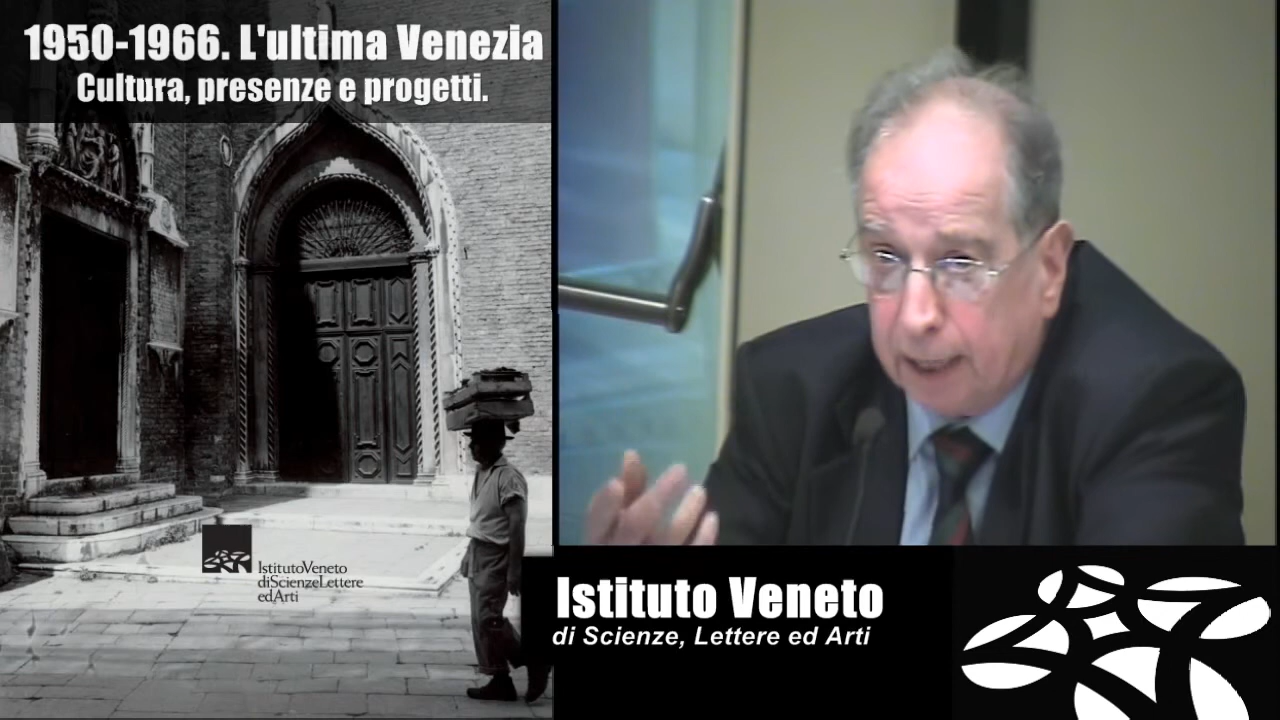 1950-1966. L'ultima Venezia
Cultura, presenze e progetti.
IstitutoVeneto
diScienzeLettere
edArti
Istituto Veneto
di Scienze, Lettere ed Arti